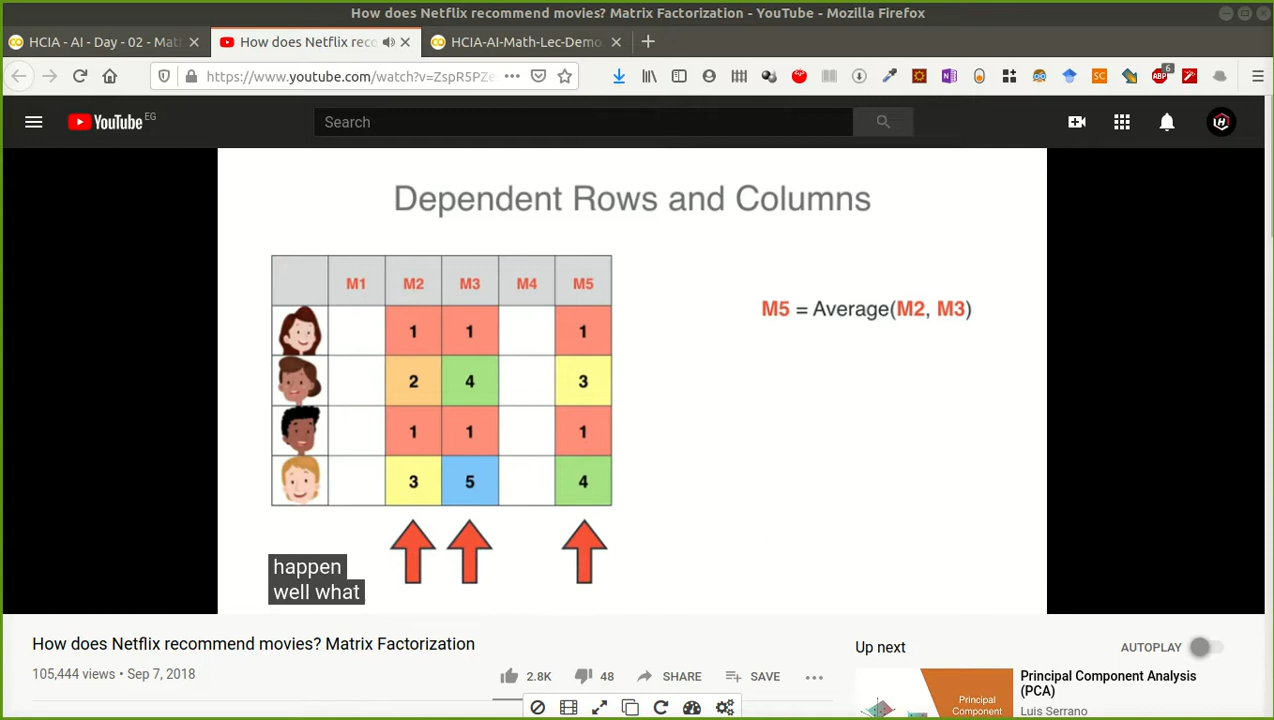 How does Netflix recommend movies? Matrix Factorization - YouTube - Mozilla Firefox
HCIA - AI - Day - 02 - Mat
How does Netflix reco
HCIA-AI-Math-Lec-Demo.
https://www.youtube.com/watch?v=ZspR5PZe
ABP
6
SC
YouTube EG
Search
Dependent Rows and Columns
M1 M2 M3 M4 M5
1 1 1
2 4 3
1 1 1
3 5 4
M5 = Average(M2, M3)
happen
well what
How does Netflix recommend movies? Matrix Factorization
105,444 views • Sep 7, 2018
2.8K 48 SHARE SAVE
Up next
AUTOPLAY
Principal
Component
Principal Component Analysis
(PCA)
Luis Serrano